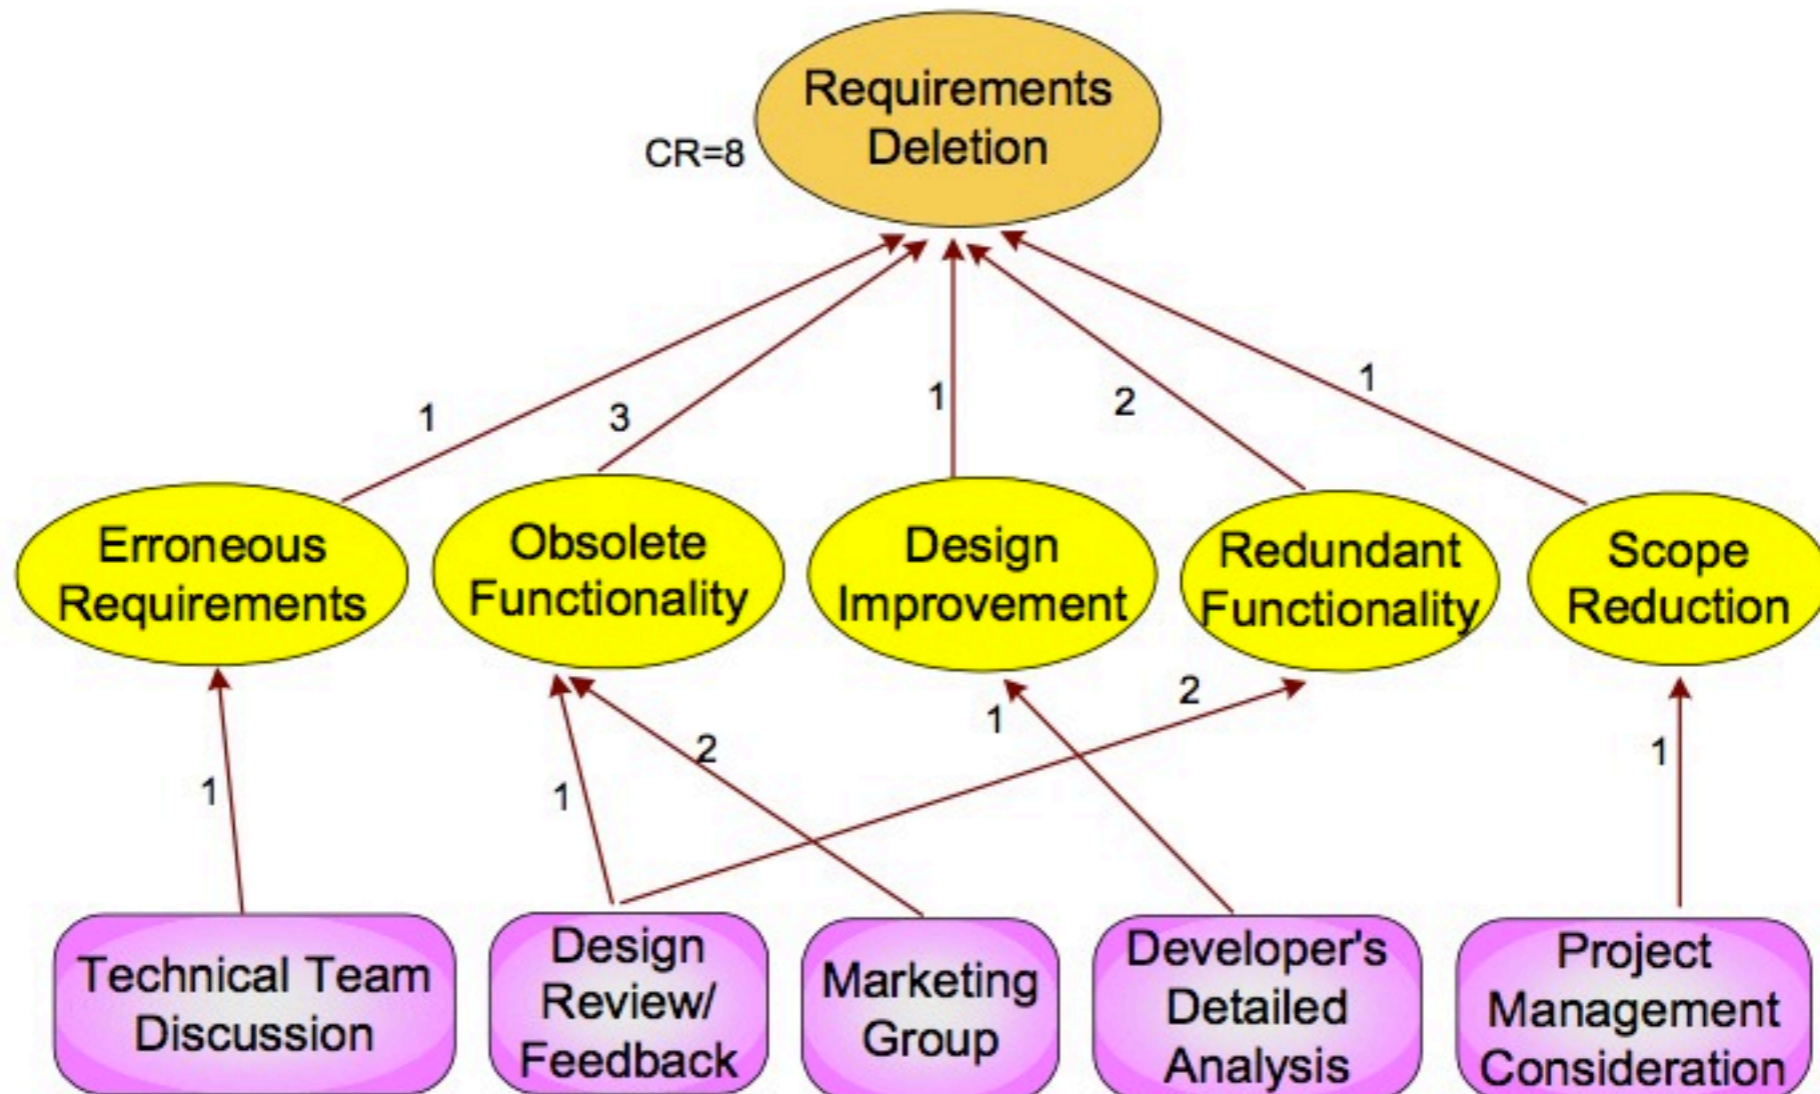 Requirements
Deletion
CR=8
1
3
1
2
1
Erroneous
Requirements
Obsolete
Functionality
Design
Improvement
Redundant
Functionality
Scope
Reduction
1
1
2
1
2
1
Technical Team
Discussion
Design
Review/
Feedback
Marketing
Group
Developer's
Detailed
Analysis
Project
Management
Consideration